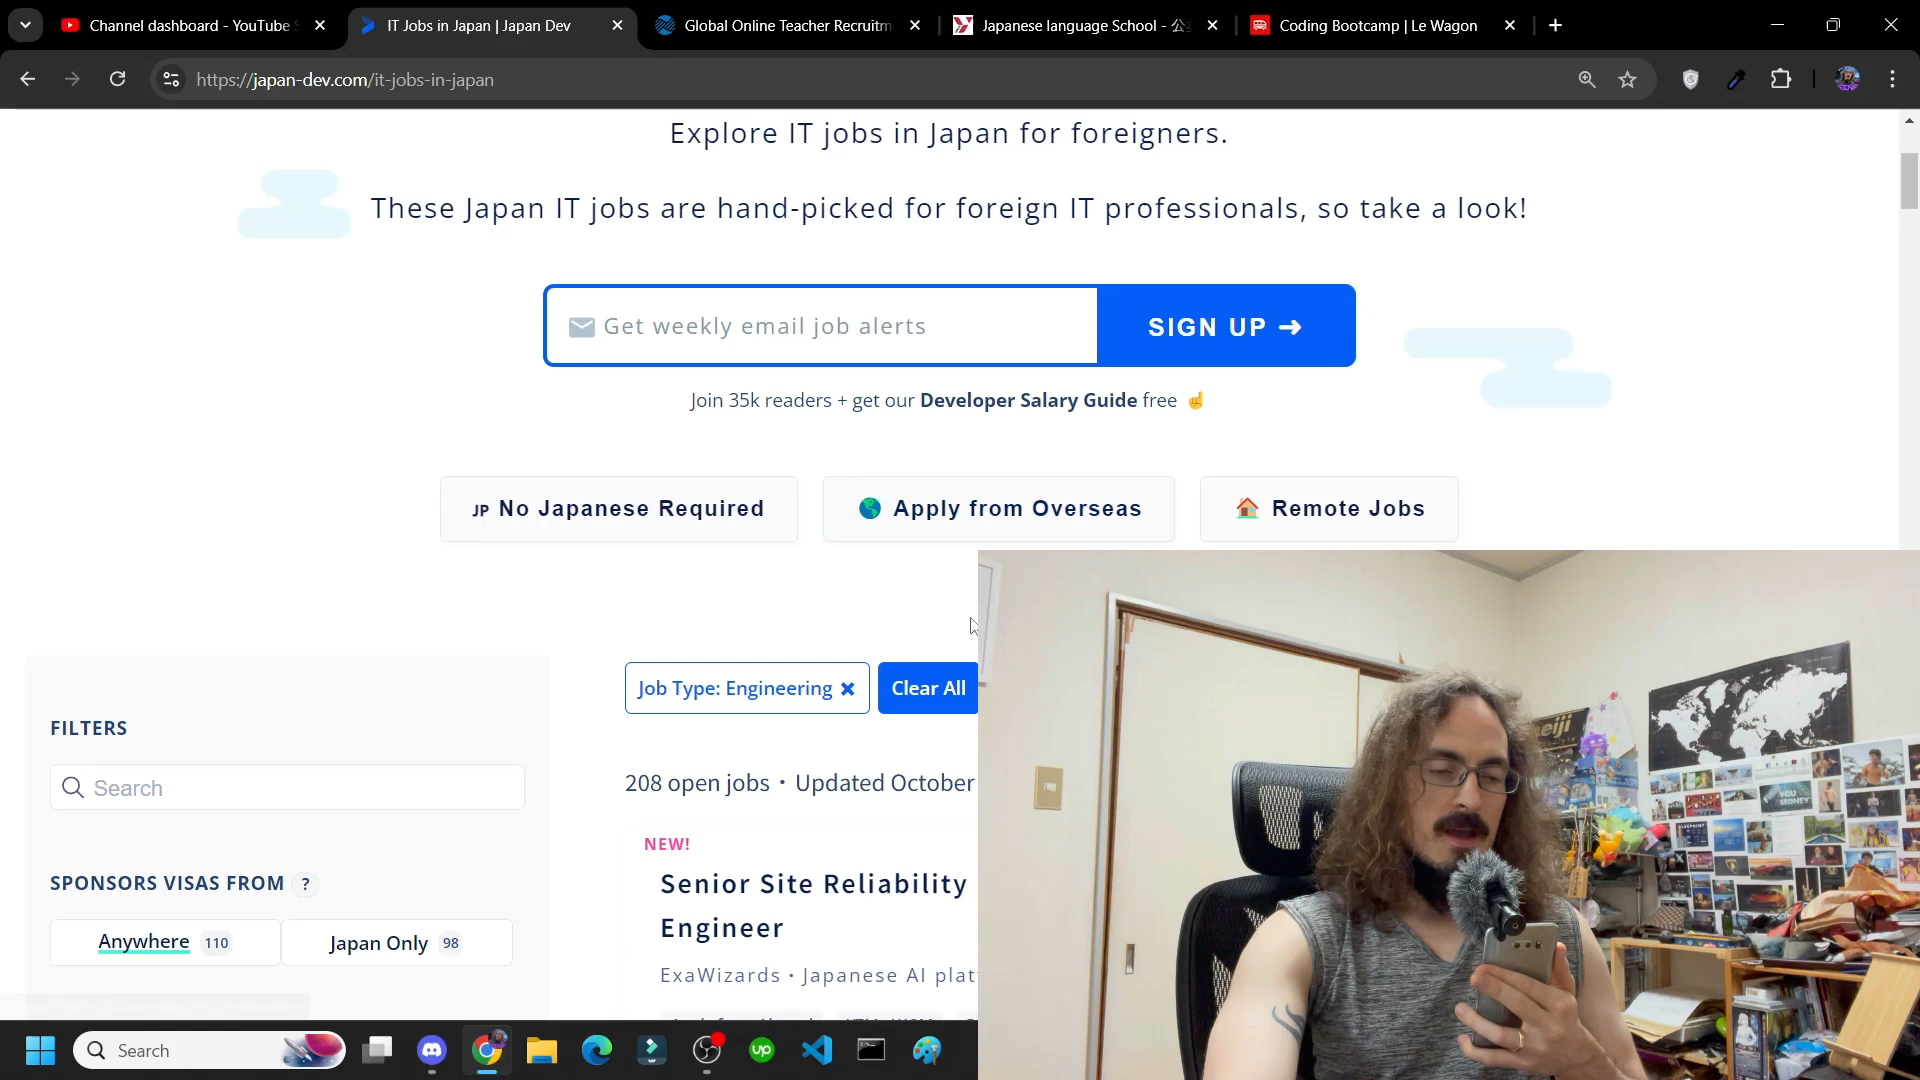 Channel dashboard - YouTube
IT Jobs in Japan | Japan Dev
Global Online Teacher Recruitm
Japanese language School - 公
Coding Bootcamp | Le Wagon
https://japan-dev.com/it-jobs-in-japan
Explore IT jobs in Japan for foreigners.
These Japan IT jobs are hand-picked for foreign IT professionals, so take a look!
Get weekly email job alerts
SIGN UP ➜
Join 35k readers + get our Developer Salary Guide free ☝
JP No Japanese Required
🌎 Apply from Overseas
🏠 Remote Jobs
Job Type: Engineering ✖
Clear All
FILTERS
Search
208 open jobs • Updated October
NEW!
Senior Site Reliability
Engineer
ExaWizards • Japanese AI plat
SPONSORS VISAS FROM ?
Anywhere 110
Japan Only 98
YOU
MONEY
Search
up